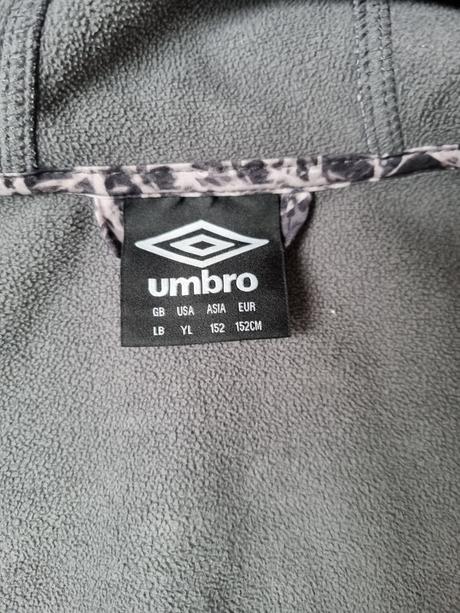 umbro
GB USA ASIA EUR
LB YL 152 152CM